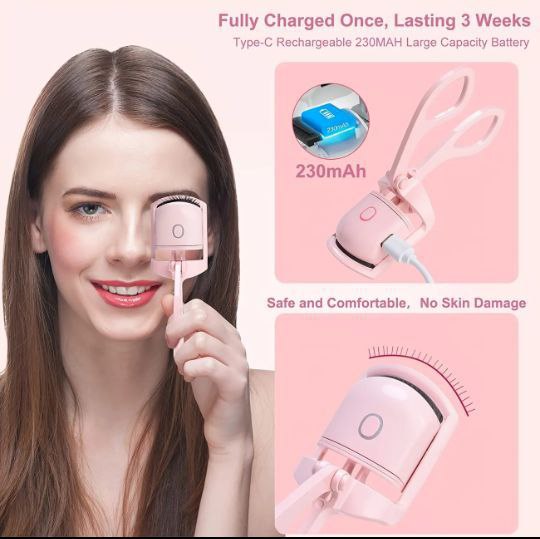 Fully Charged Once, Lasting 3 Weeks
Type-C Rechargeable 230MAH Large Capacity Battery
230mAh
230mAh
Safe and Comfortable, No Skin Damage